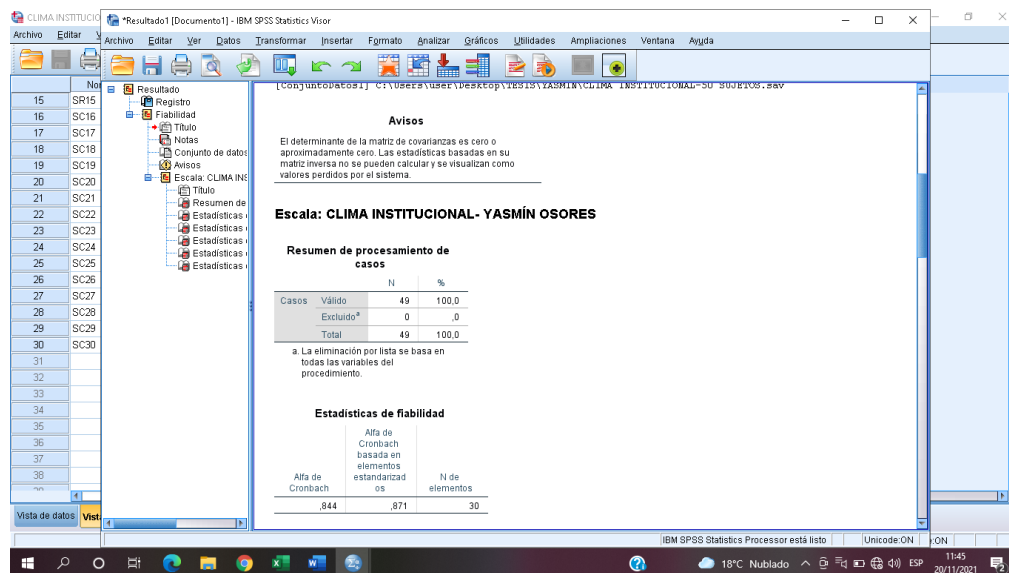 CLIMA INSTITUCIO
*Resultado1 [Documento1] - IBM SPSS Statistics Visor
Archivo Editar
Archivo Editar Ver Datos Transformar Insertar Formato Analizar Gráficos Utilidades Ampliaciones Ventana Ayuda
15 SR15
16 SC16
17 SC17
18 SC18
19 SC19
20 SC20
21 SC21
22 SC22
23 SC23
24 SC24
25 SC25
26 SC26
27 SC27
28 SC28
29 SC29
30 SC30
31
32
33
34
35
36
37
38
Resultado
Registro
Fiabilidad
Título
Notas
Conjunto de datos
Avisos
Escala: CLIMA INS
Título
Resumen de
Estadísticas
Estadísticas
Estadísticas
Estadísticas
Estadísticas
[ConjuntoDatos1] C:\Users\user\Desktop\TESIS\YASMIN\CLIMA INSTITUCIONAL-50 SUJETOS.sav
Avisos
El determinante de la matriz de covarianzas es cero o
aproximadamente cero. Las estadísticas basadas en su
matriz inversa no se pueden calcular y se visualizan como
valores perdidos por el sistema.
Escala: CLIMA INSTITUCIONAL- YASMÍN OSORES
Resumen de procesamiento de
casos
N %
Casos Válido 49 100,0
Excluido a 0 ,0
Total 49 100,0
a. La eliminación por lista se basa en
todas las variables del
procedimiento.
Estadísticas de fiabilidad
Alfa de
Cronbach
Alfa de
Cronbach
basada en
elementos
estandarizad
os
N de
elementos
,844 ,871 30
Vista de datos Vist
IBM SPSS Statistics Processor está listo Unicode:ON :ON
18°C Nublado ESP 11:45
20/11/2021